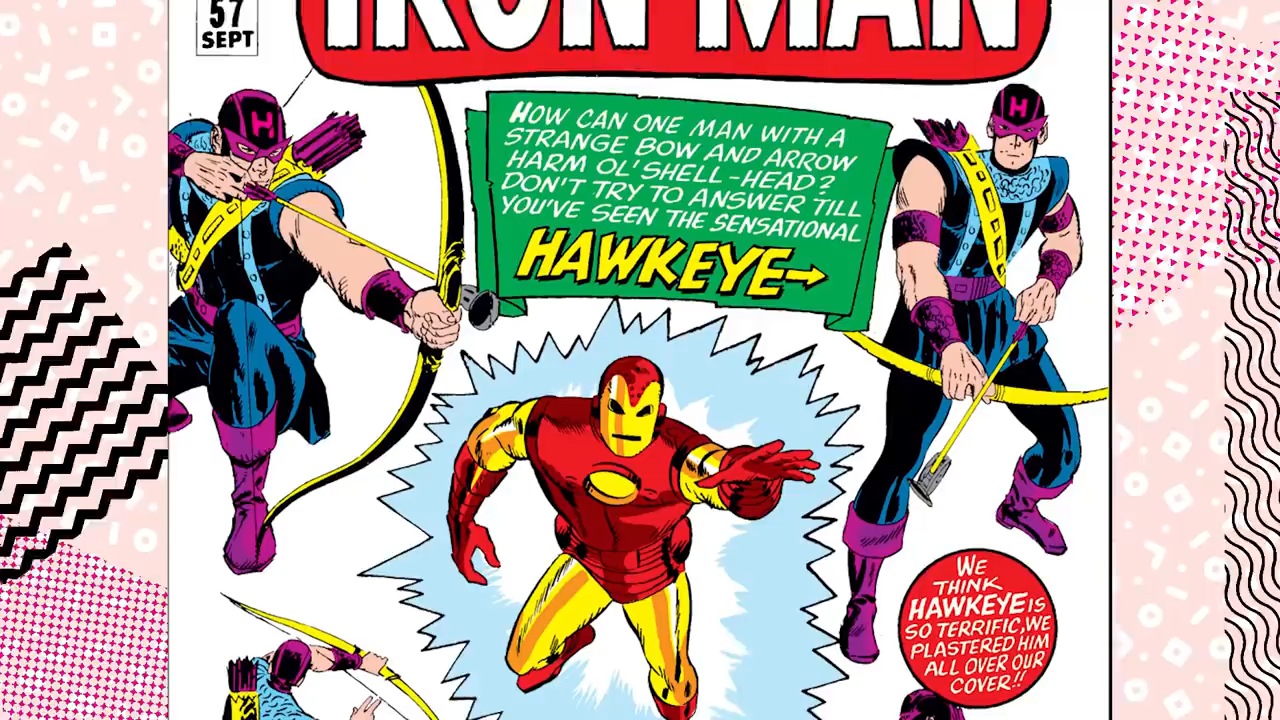 57
SEPT
IRON MAN
HOW CAN ONE MAN WITH A
STRANGE BOW AND ARROW
HARM OL' SHELL-HEAD?
DON'T TRY TO ANSWER TILL
YOU'VE SEEN THE SENSATIONAL
HAWKEYE
H
H
WE
THINK
HAWKEYE IS
SO TERRIFIC, WE
PLASTERED HIM
ALL OVER OUR
COVER!!